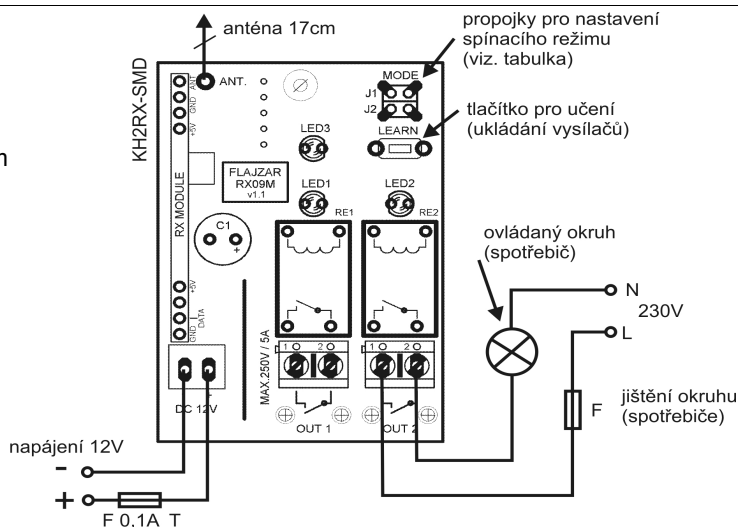 anténa 17cm
propojky pro nastavení
spínacího režimu
(viz. tabulka)
KH2RX-SMD
ANT
GND
+5V
ANT.
MODE
J1
J2
tlačítko pro učení
(ukládání vysílačů)
LEARN
LED3
FLAJZAR
RX09M
v1.1
RX MODULE
LED1
LED2
C1
+
RE1
RE2
ovládaný okruh
(spotřebič)
N
230V
L
+5V
DATA
GND
MAX.250V / 5A
1 2
1 2
DC 12V
OUT 1
OUT 2
F
jištění okruhu
(spotřebiče)
napájení 12V
-
+
F 0,1A T